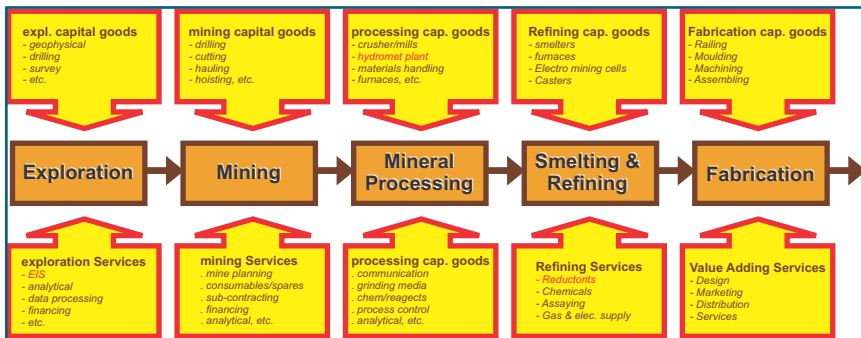 expl. capital goods
- geophysical
- drilling
- survey
- etc.
mining capital goods
- drilling
- cutting
- hauling
- hoisting, etc.
processing cap. goods
- crusher/mills
- hydromet plant
- materials handling
- furnaces, etc.
Refining cap. goods
- smelters
- furnaces
- Electro mining cells
- Casters
Fabrication cap. goods
- Railing
- Moulding
- Machining
- Assembling
Exploration
Mining
Mineral
Processing
Smelting &
Refining
Fabrication
exploration Services
- EIS
- analytical
- data processing
- financing
- etc.
mining Services
. mine planning
. consumables/spares
. sub-contracting
. financing
. analytical, etc.
processing cap. goods
. communication
. grinding media
. chem/reagects
. process control
. analytical, etc.
Refining Services
- Reductorits
- Chemicals
- Assaying
- Gas & elec. supply
Value Adding Services
- Design
- Marketing
- Distribution
- Services